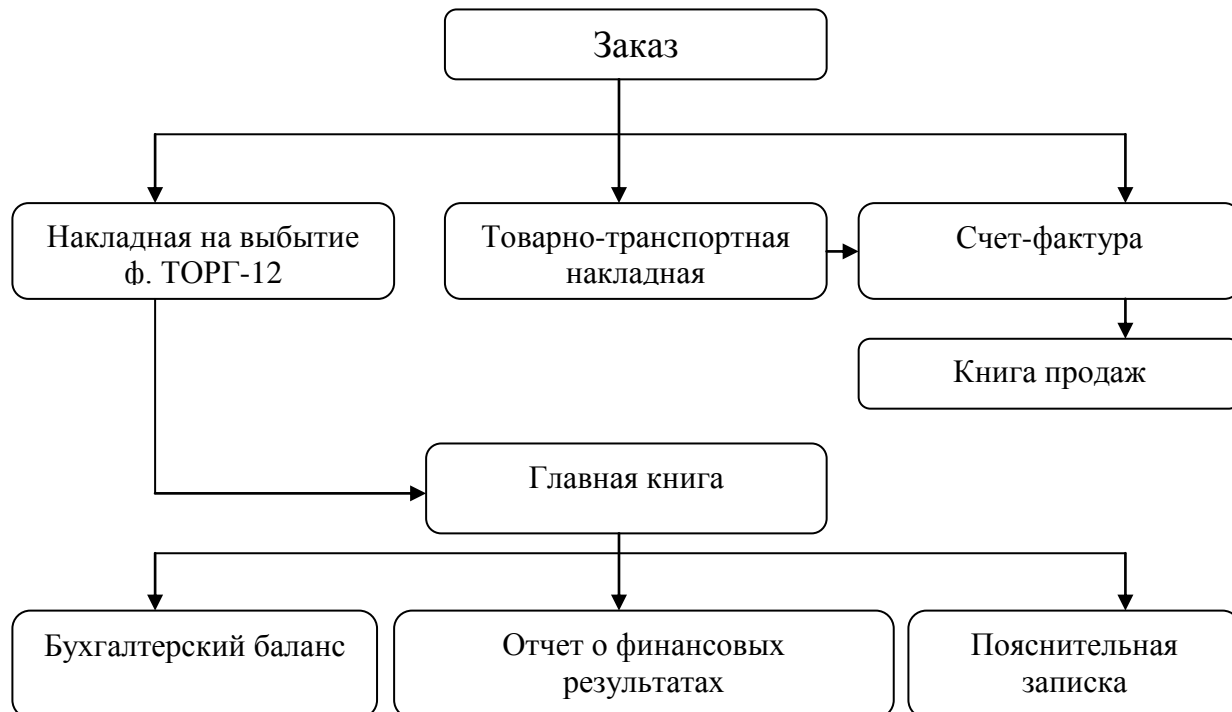 Заказ
Накладная на выбытие
ф. ТОРГ-12
Товарно-транспортная
накладная
Счет-фактура
Книга продаж
Главная книга
Бухгалтерский баланс
Отчет о финансовых
результатах
Пояснительная
записка